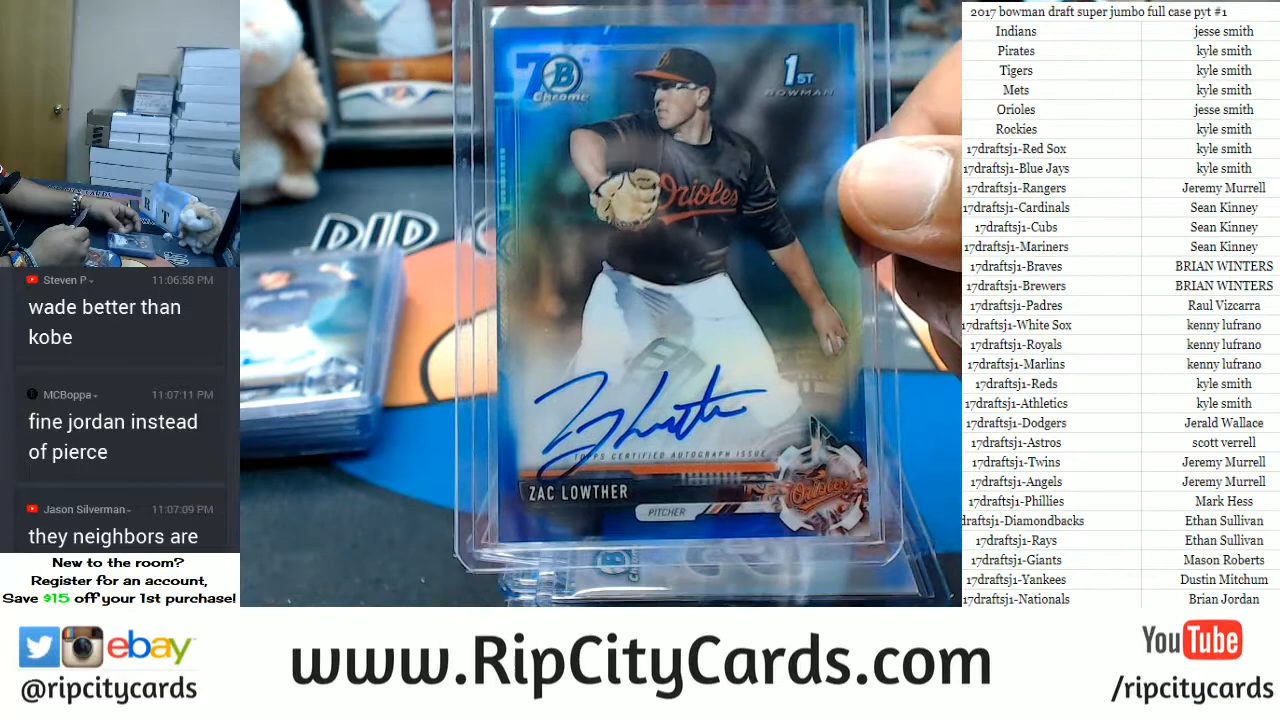 Steven P 11:06:58 PM
wade better than
kobe
MCBoppa 11:07:11 PM
fine jordan instead
of pierce
Jason Silverman 11:07:09 PM
they neighbors are
New to the room?
Register for an account,
Save $15 off your 1st purchase!
RIP
7 B
Chrome
1ST
BOWMAN
Orioles
TOPPS CERTIFIED AUTOGRAPH ISSUE
ZAC LOWTHER
PITCHER
Orioles
2017 bowman draft super jumbo full case pyt #1
Indians jesse smith
Pirates kyle smith
Tigers kyle smith
Mets kyle smith
Orioles jesse smith
Rockies kyle smith
17draftsj1-Red Sox kyle smith
17draftsj1-Blue Jays kyle smith
17draftsj1-Rangers Jeremy Murrell
17draftsj1-Cardinals Sean Kinney
17draftsj1-Cubs Sean Kinney
17draftsj1-Mariners Sean Kinney
17draftsj1-Braves BRIAN WINTERS
17draftsj1-Brewers BRIAN WINTERS
17draftsj1-Padres Raul Vizcarra
17draftsj1-White Sox kenny lufrano
17draftsj1-Royals kenny lufrano
17draftsj1-Marlins kenny lufrano
17draftsj1-Reds kyle smith
17draftsj1-Athletics kyle smith
17draftsj1-Dodgers Jerald Wallace
17draftsj1-Astros scott verrell
17draftsj1-Twins Jeremy Murrell
17draftsj1-Angels Jeremy Murrell
17draftsj1-Phillies Mark Hess
draftsj1-Diamondbacks Ethan Sullivan
17draftsj1-Rays Ethan Sullivan
17draftsj1-Giants Mason Roberts
17draftsj1-Yankees Dustin Mitchum
17draftsj1-Nationals Brian Jordan
ebay
@ripcitycards
www.RipCityCards.com
YouTube
/ripcitycards